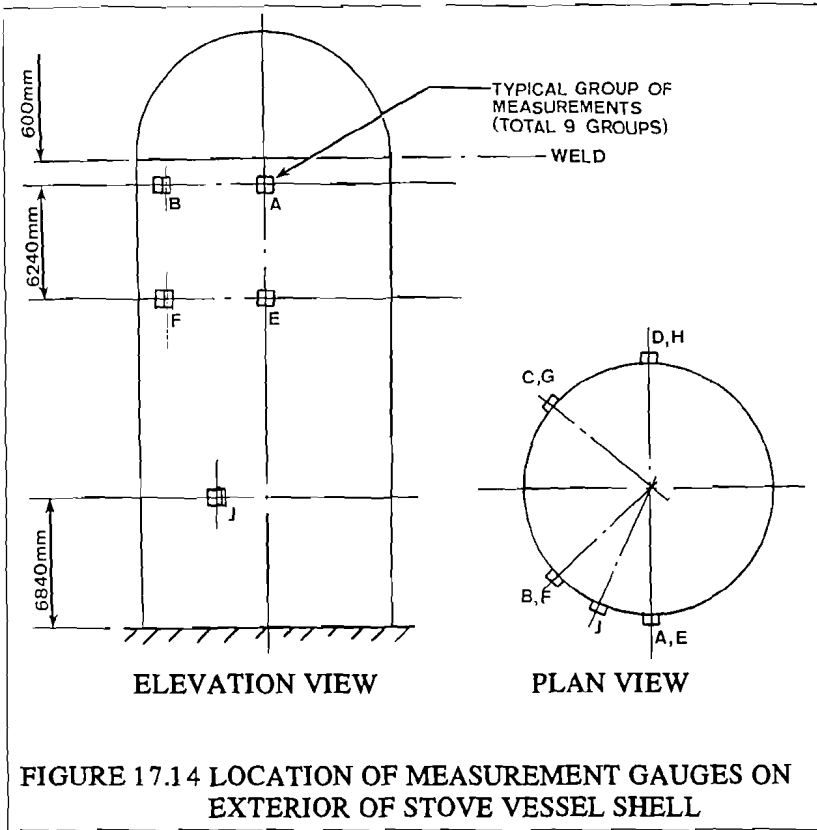 600mm
TYPICAL GROUP OF
MEASUREMENTS
(TOTAL 9 GROUPS)
WELD
B
A
6240mm
F
E
D,H
C,G
J
6840mm
B,F
J
A,E
ELEVATION VIEW
PLAN VIEW
FIGURE 17.14 LOCATION OF MEASUREMENT GAUGES ON
EXTERIOR OF STOVE VESSEL SHELL